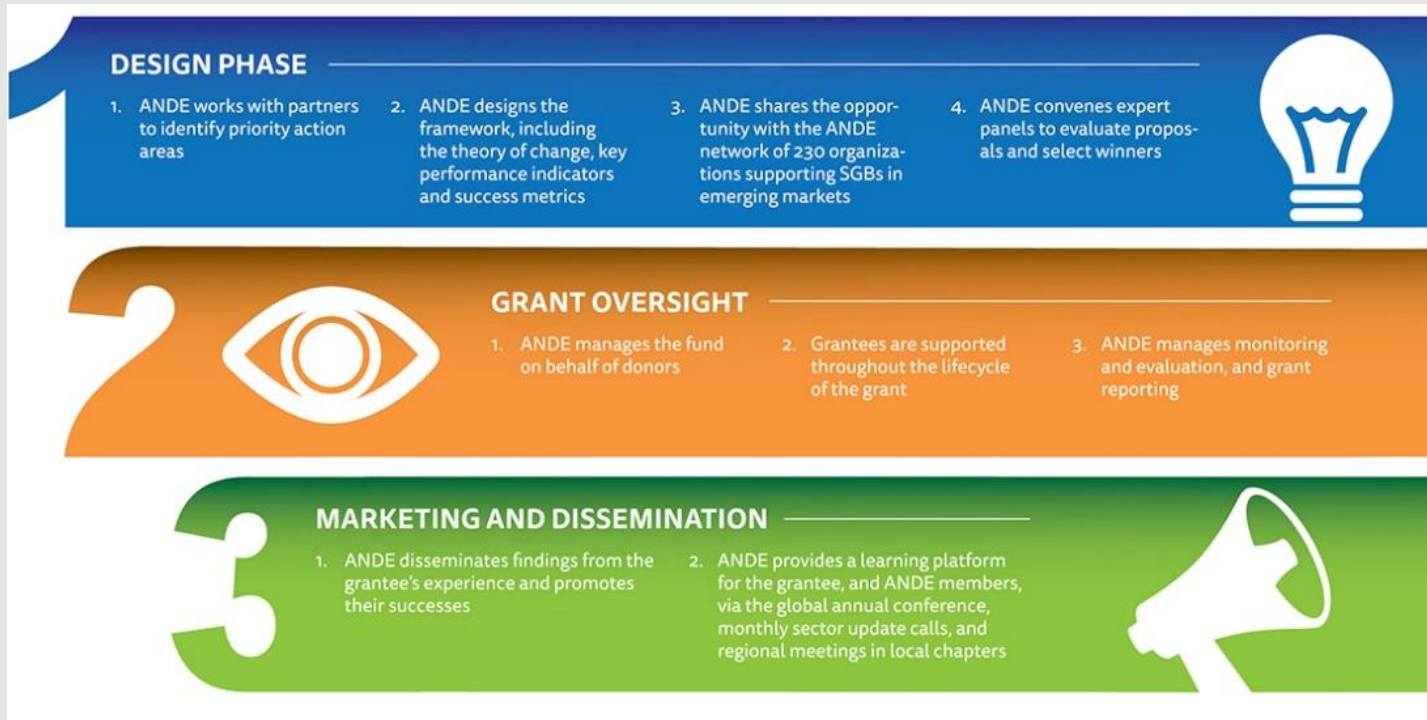 1
DESIGN PHASE
1. ANDE works with partners
to identify priority action
areas
2. ANDE designs the
framework, including
the theory of change, key
performance indicators
and success metrics
3. ANDE shares the oppor-
tunity with the ANDE
network of 230 organiza-
tions supporting SGBs in
emerging markets
4. ANDE convenes expert
panels to evaluate propos-
als and select winners
2
GRANT OVERSIGHT
1. ANDE manages the fund
on behalf of donors
2. Grantees are supported
throughout the lifecycle
of the grant
3. ANDE manages monitoring
and evaluation, and grant
reporting
3
MARKETING AND DISSEMINATION
1. ANDE disseminates findings from the
grantee's experience and promotes
their successes
2. ANDE provides a learning platform
for the grantee, and ANDE members,
via the global annual conference,
monthly sector update calls, and
regional meetings in local chapters